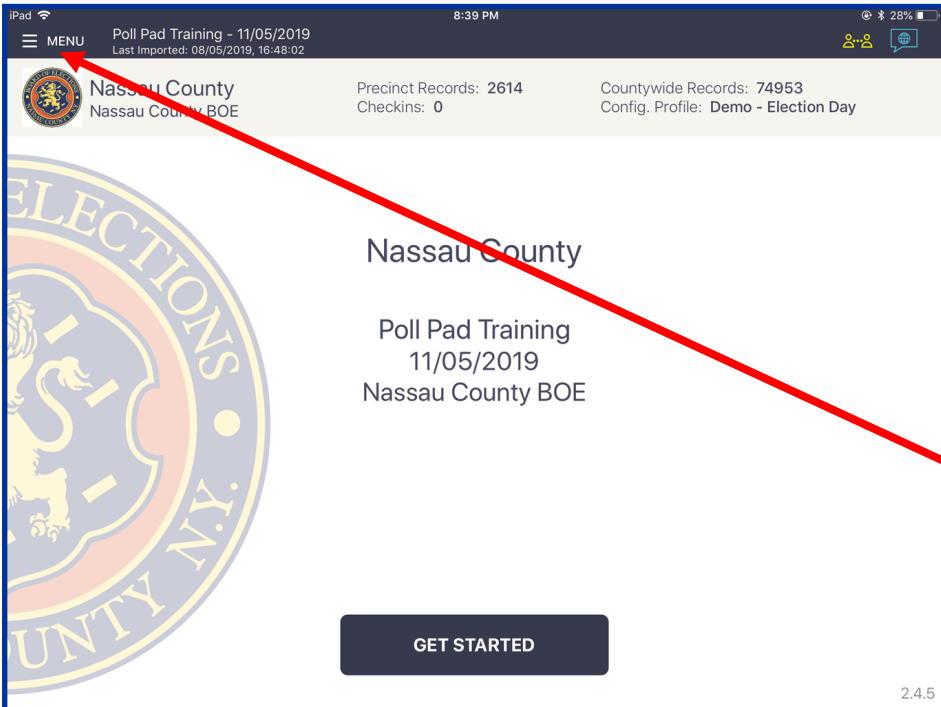 iPad 8:39 PM 28%
MENU
Poll Pad Training - 11/05/2019
Last Imported: 08/05/2019, 16:48:02
Nassau County
Nassau County BOE
Precinct Records: 2614
Checkins: 0
Countywide Records: 74953
Config. Profile: Demo - Election Day
ELECTIONS
COUNTY N.Y.
Nassau County
Poll Pad Training
11/05/2019
Nassau County BOE
GET STARTED
2.4.5